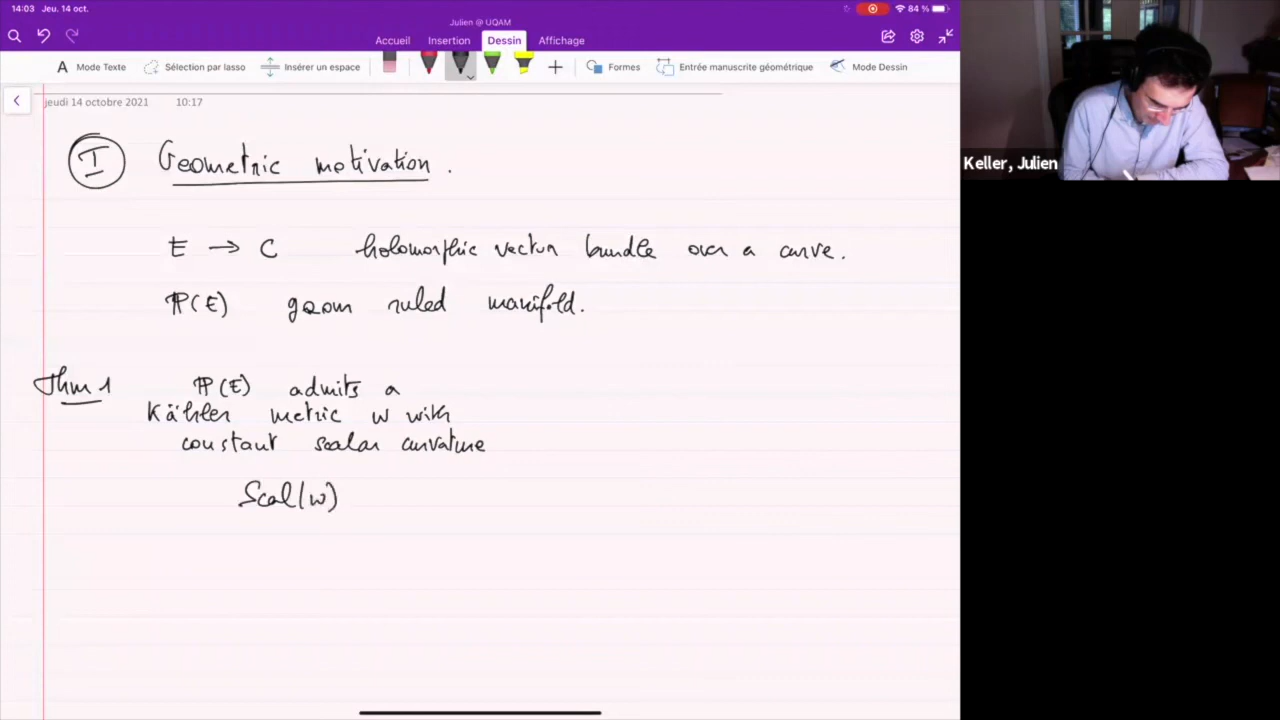 14:03 Jeu. 14 oct.
84 %
Julien @ UQAM
Accueil Insertion Dessin Affichage
A Mode Texte Sélection par lasso Insérer un espace Formes Entrée manuscrite géométrique Mode Dessin
jeudi 14 octobre 2021 10:17
I Geometric motivation.
E → C holomorphic vector bundle over a curve.
ℙ(E) geom ruled manifold.
Thm 1 ℙ(E) admits a
Kähler metric ω with
constant scalar curvature
Scal(ω)
Keller, Julien